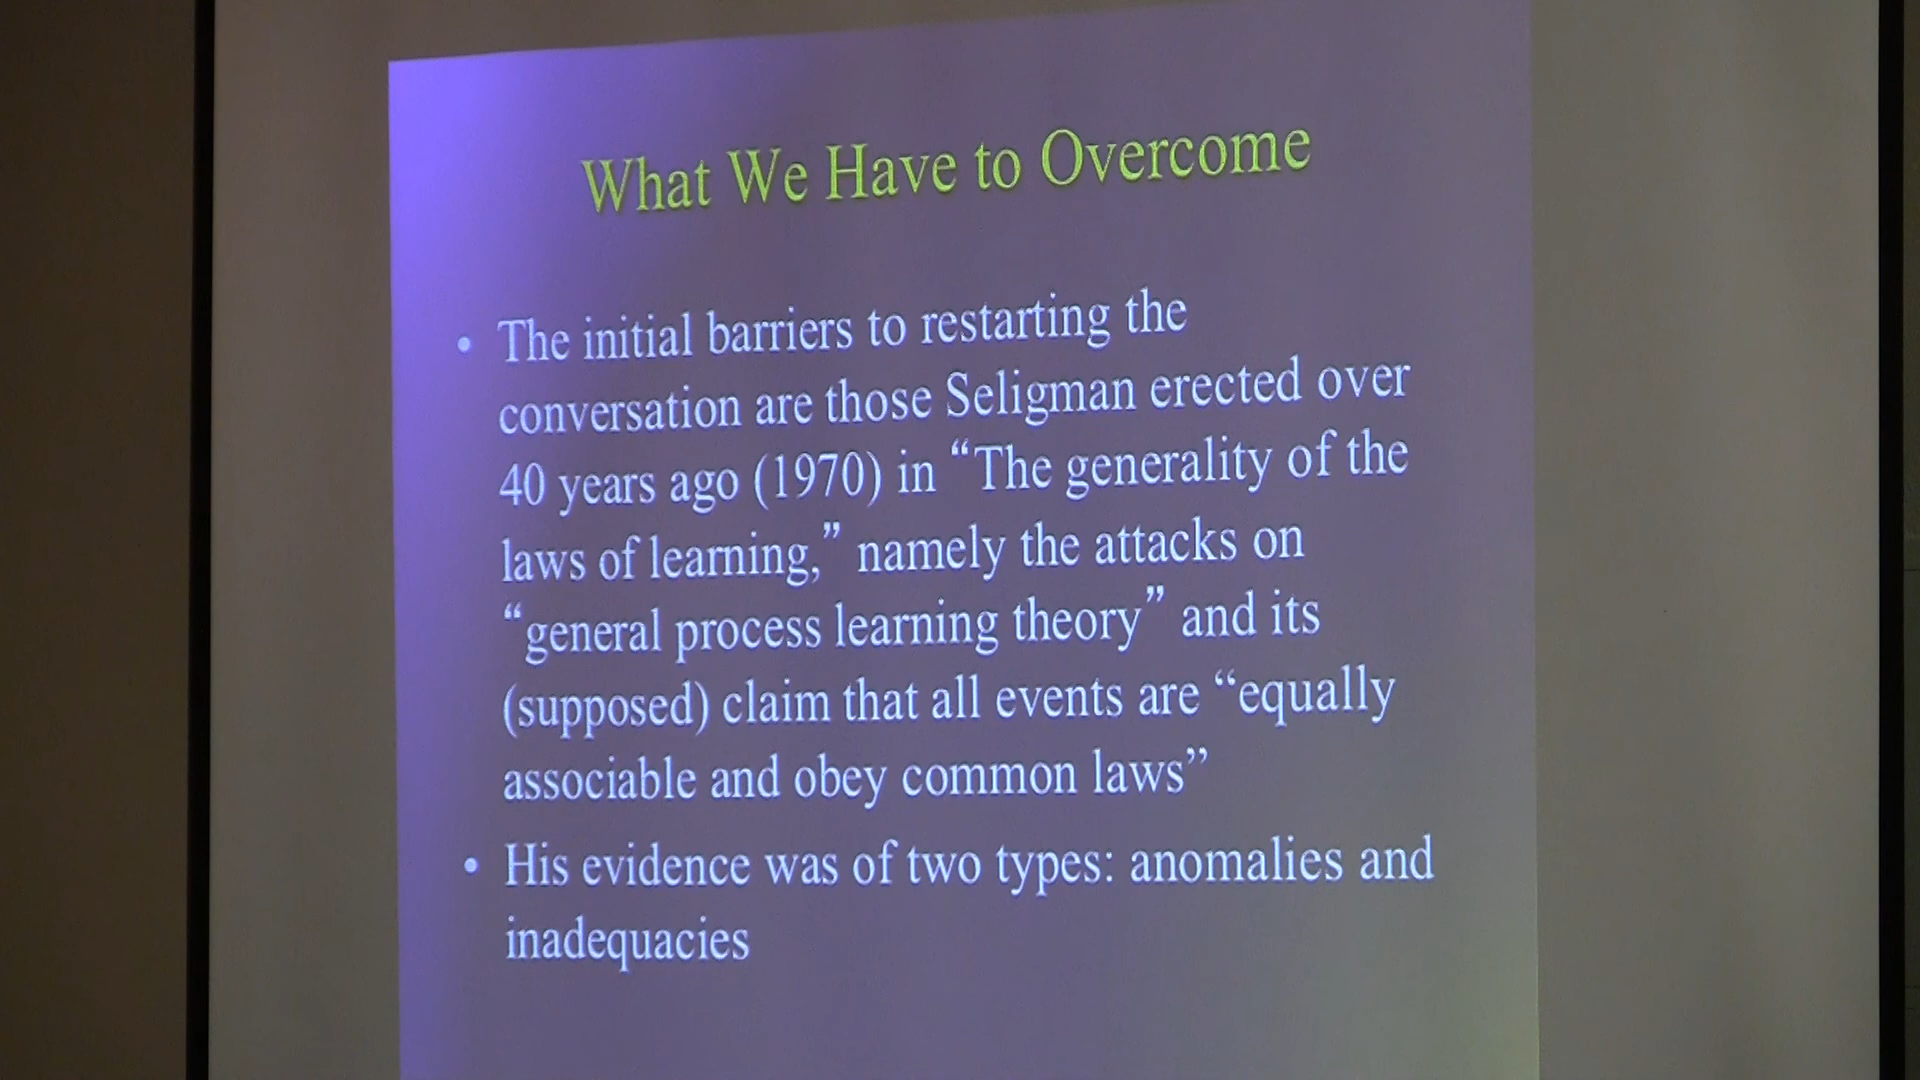 What We Have to Overcome
• The initial barriers to restarting the
conversation are those Seligman erected over
40 years ago (1970) in “The generality of the
laws of learning,” namely the attacks on
“general process learning theory” and its
(supposed) claim that all events are “equally
associable and obey common laws”
• His evidence was of two types: anomalies and
inadequacies